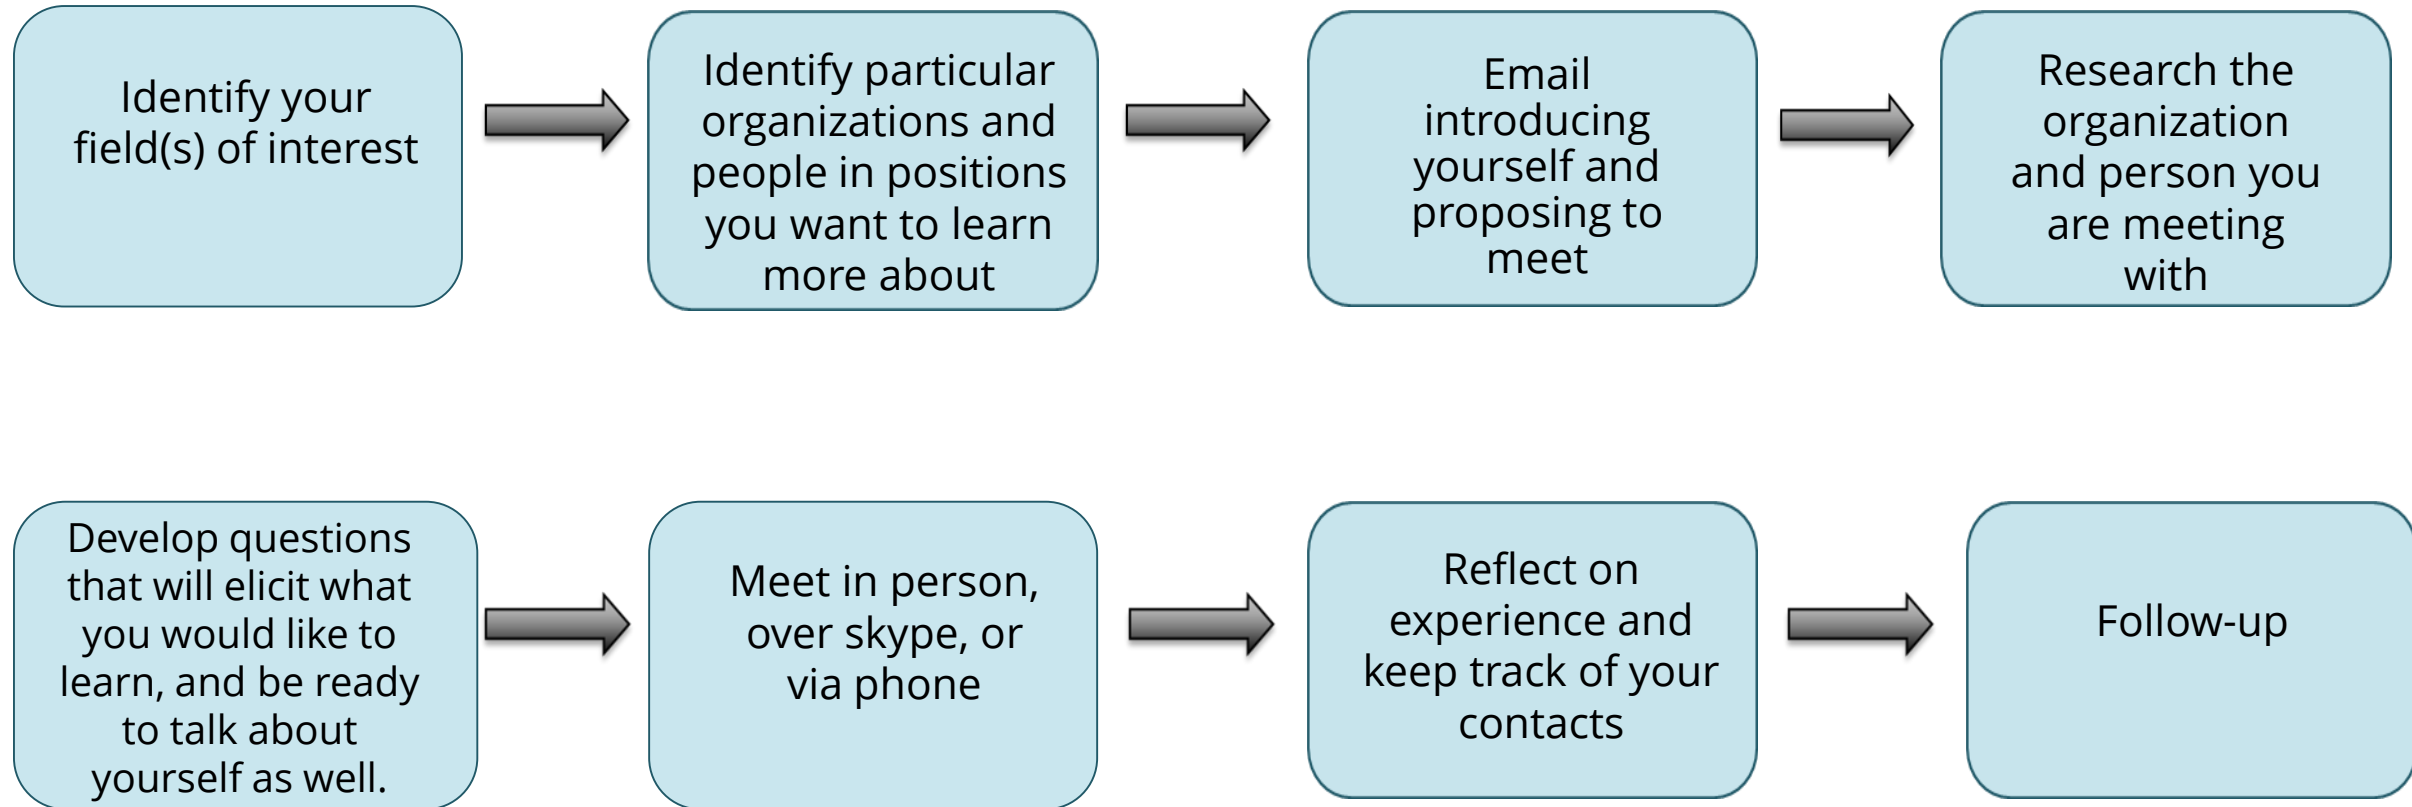 Identify your
field(s) of interest
Identify particular
organizations and
people in positions
you want to learn
more about
Email
introducing
yourself and
proposing to
meet
Research the
organization
and person you
are meeting
with
Develop questions
that will elicit what
you would like to
learn, and be ready
to talk about
yourself as well.
Meet in person,
over skype, or
via phone
Reflect on
experience and
keep track of your
contacts
Follow-up